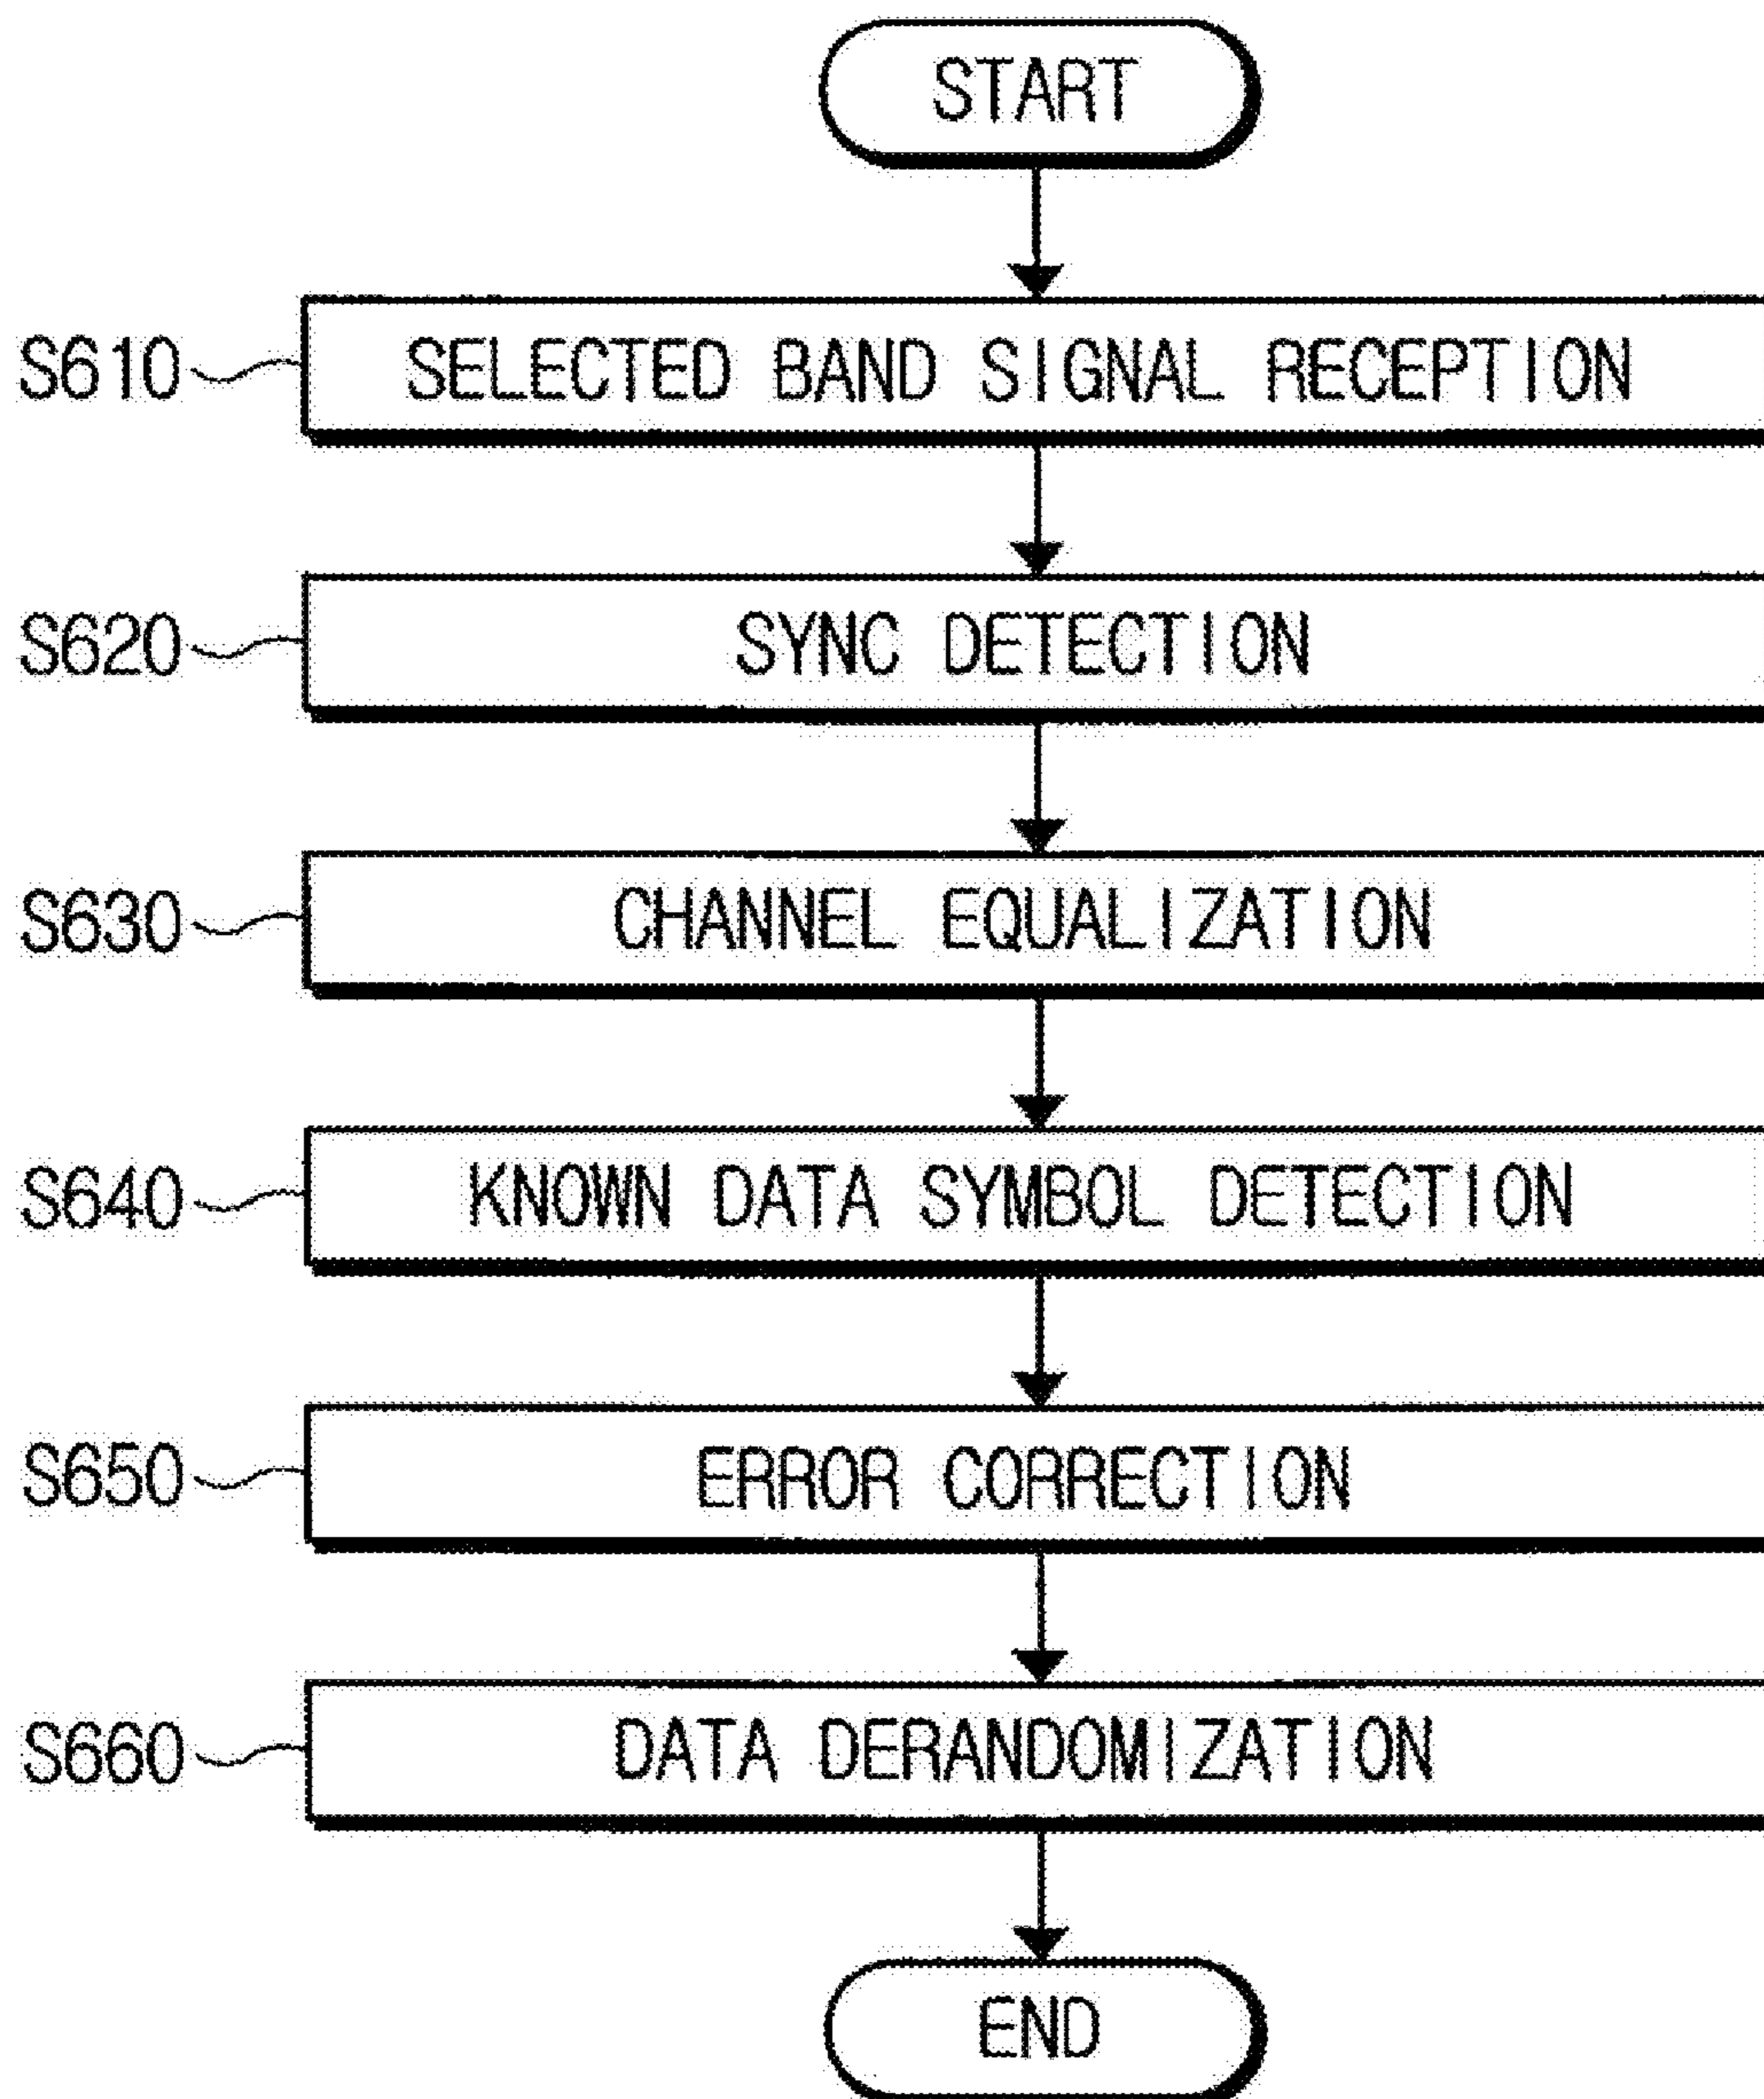 START
S610 SELECTED BAND SIGNAL RECEPTION
S620 SYNC DETECTION
S630 CHANNEL EQUALIZATION
S640 KNOWN DATA SYMBOL DETECTION
S650 ERROR CORRECTION
S660 DATA DERANDOMIZATION
END